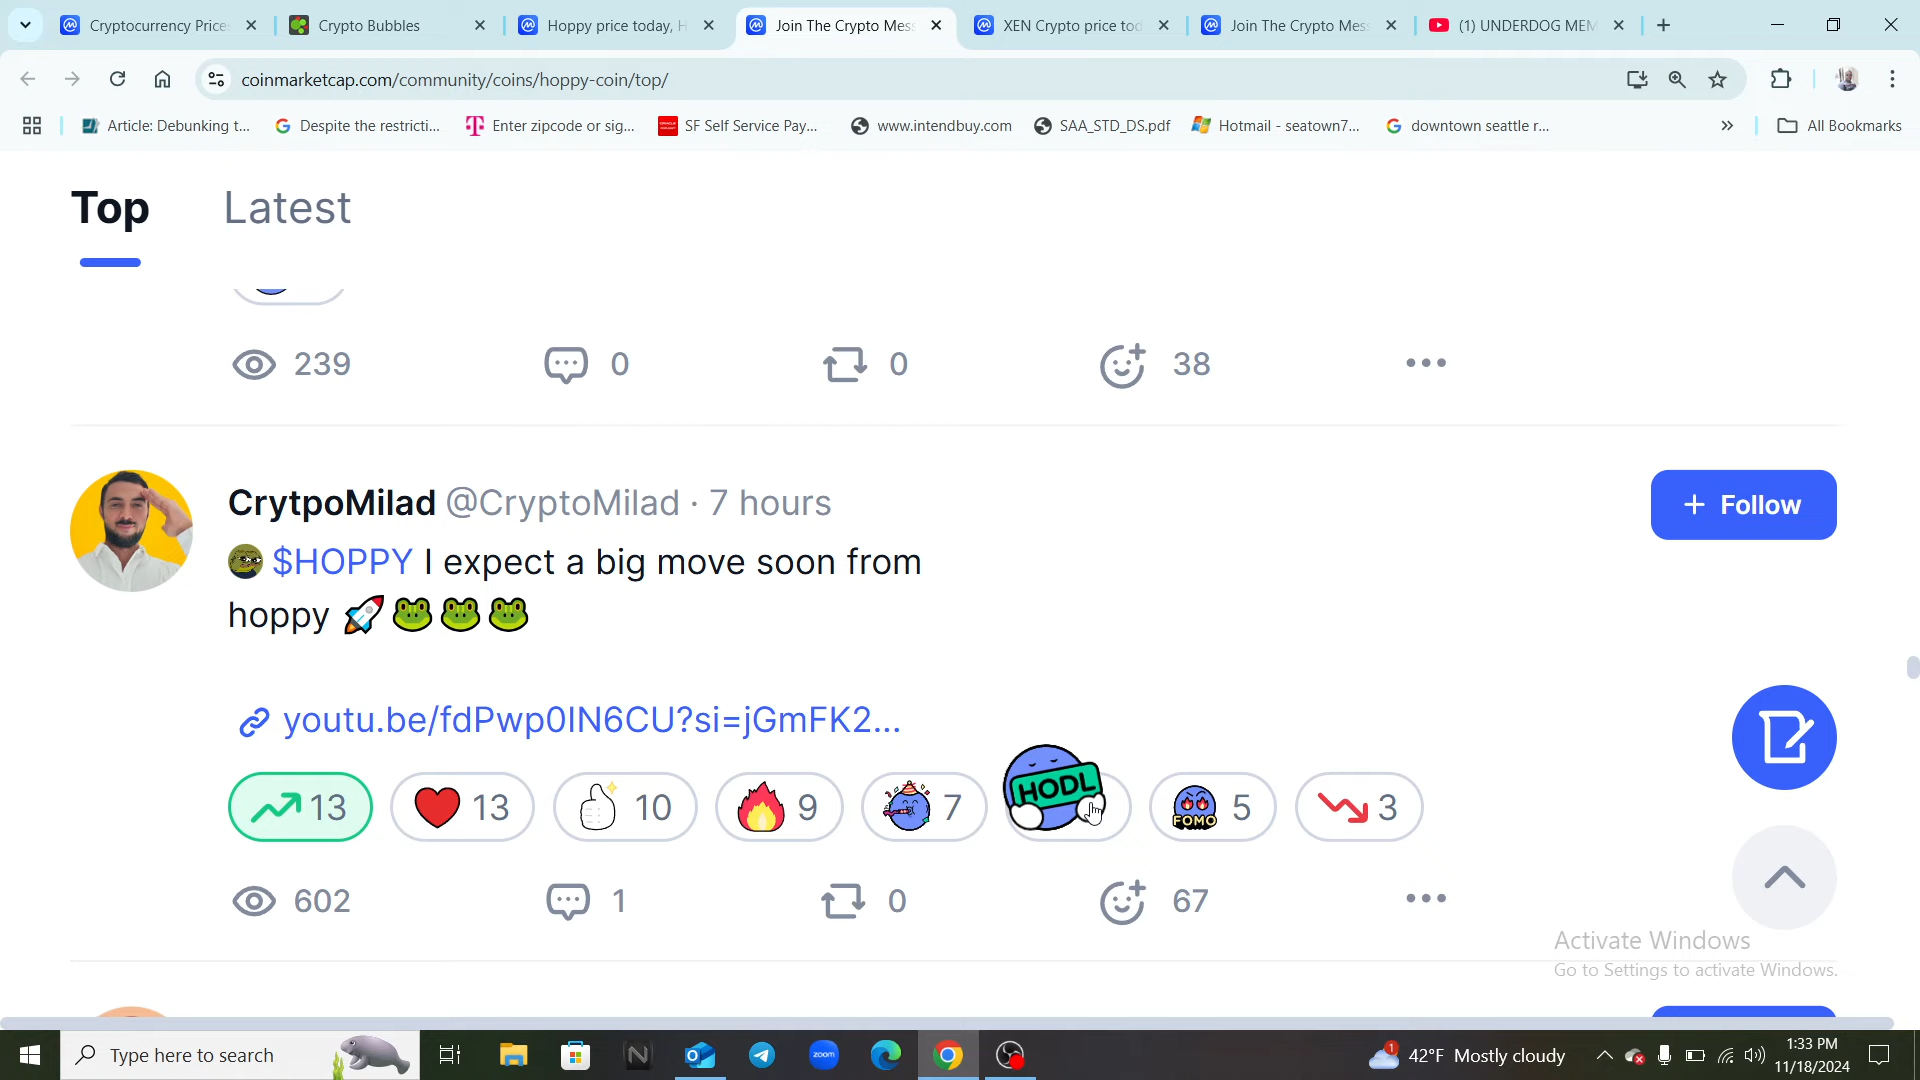 Cryptocurrency Price
Crypto Bubbles
Hoppy price today, H
Join The Crypto Mes
XEN Crypto price tod
Join The Crypto Mes
(1) UNDERDOG MEM
coinmarketcap.com/community/coins/hoppy-coin/top/
Article: Debunking t...
Despite the restricti...
Enter zipcode or sig...
SF Self Service Pay...
www.intendbuy.com
SAA_STD_DS.pdf
Hotmail - seatown7...
downtown seattle r...
All Bookmarks
Top
Latest
239
0
0
38
CrytpoMilad @CryptoMilad · 7 hours
+ Follow
$HOPPY I expect a big move soon from
hoppy 🚀🐸🐸🐸
youtu.be/fdPwp0IN6CU?si=jGmFK2...
13
13
10
9
7
HODL
FOMO
5
3
602
1
0
67
Activate Windows
Go to Settings to activate Windows.
Type here to search
zoom
1
42°F Mostly cloudy
1:33 PM
11/18/2024